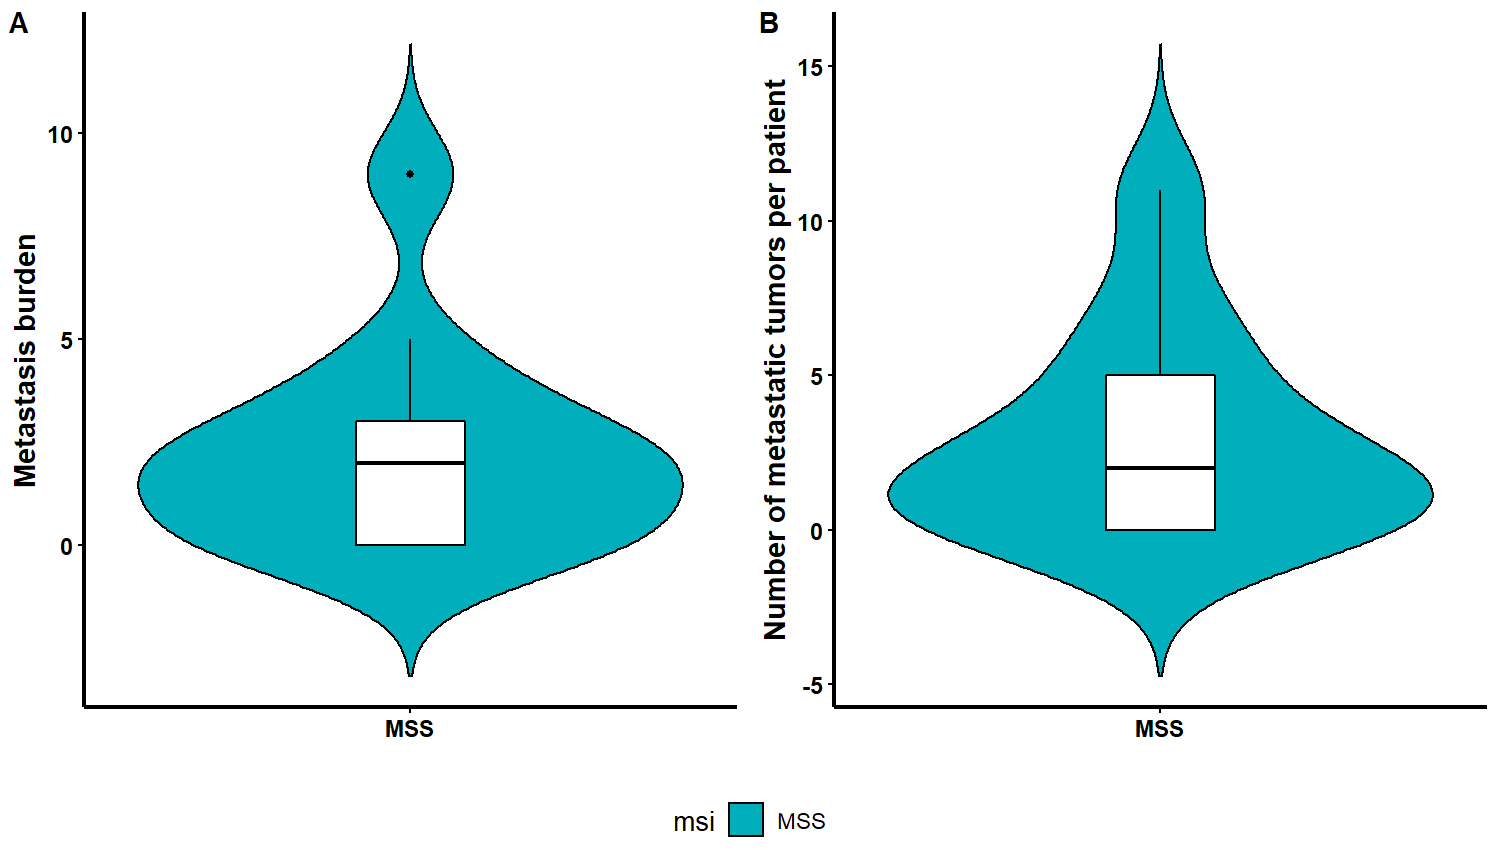 A
Metastasis burden
10
5
0
MSS
B
Number of metastatic tumors per patient
15
10
5
0
-5
MSS
msi MSS